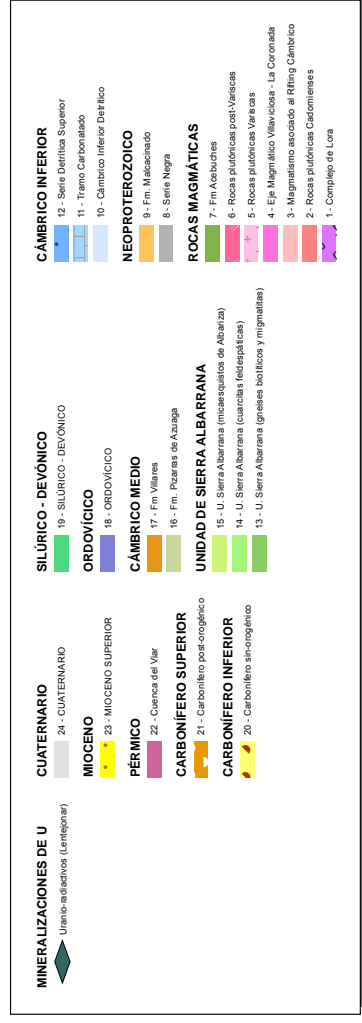 MINERALIZACIONES DE U
Uranio-radiactivos (Lentejonar)
CUATERNARIO
24 - CUATERNARIO
MIOCENO
23 - MIOCENO SUPERIOR
PÉRMICO
22 - Cuenca del Viar
CARBONÍFERO SUPERIOR
21 - Carbonífero post-orogénico
CARBONÍFERO INFERIOR
20 - Carbonífero sin-orogénico
SILÚRICO - DEVÓNICO
19 - SILÚRICO - DEVÓNICO
ORDOVÍCICO
18 - ORDOVÍCICO
CÁMBRICO MEDIO
17 - Fm Villares
16 - Fm. Pizarras de Azuaga
UNIDAD DE SIERRA ALBARRANA
15 - U. Sierra Albarrana (micaesquistos de Albariza)
14 - U. Sierra Albarrana (cuarcitas feldespáticas)
13 - U. Sierra Albarrana (gneises biotíticos y migmatitas)
CÁMBRICO INFERIOR
12 - Serie Detrítica Superior
11 - Tramo Carbonatado
10 - Cámbrico Inferior Detrítico
NEOPROTEROZOICO
9 - Fm. Malcacinado
8 - Serie Negra
ROCAS MAGMÁTICAS
7 - Fm Acebuches
6 - Rocas plutónicas post-Variscas
5 - Rocas plutónicas Variscas
4 - Eje Magmático Villaviciosa - La Coronada
3 - Magmatismo asociado al Rifting Cámbrico
2 - Rocas plutónicas Cadomienses
1 - Complejo de Lora